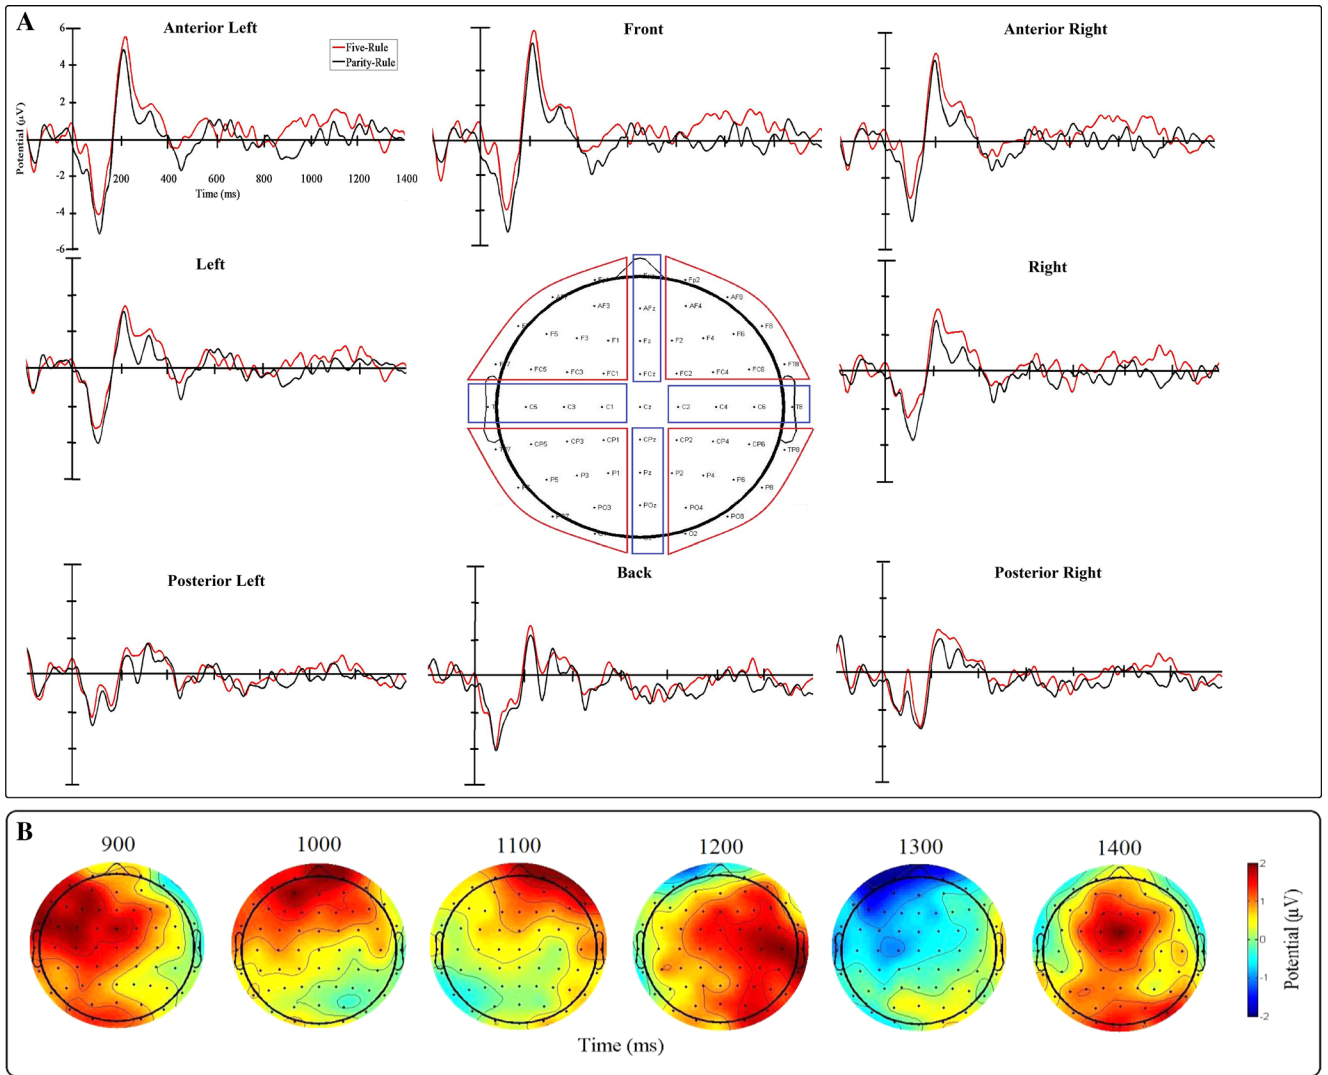 A
Anterior Left
Front
Anterior Right
Five-Rule
Parity-Rule
Potential (µV)
6
4
2
0
-2
-4
-6
200 400 600 800 1000 1200 1400
Time (ms)
Left
Right
Fp2
AF3 AFz AF4 AF8
F5 F3 F1 Fz F2 F4 F6 F8
FC5 FC3 FC1 FCz FC2 FC4 FC6 FT8
C5 C3 C1 Cz C2 C4 C6 T8
CP5 CP3 CP1 CPz CP2 CP4 CP6 TP8
P5 P3 P1 Pz P2 P4 P6 P8
PO7 PO3 POz PO4 PO8
O2
Posterior Left
Back
Posterior Right
B
900 1000 1100 1200 1300 1400
2
1
0
-1
-2
Potential (µV)
Time (ms)